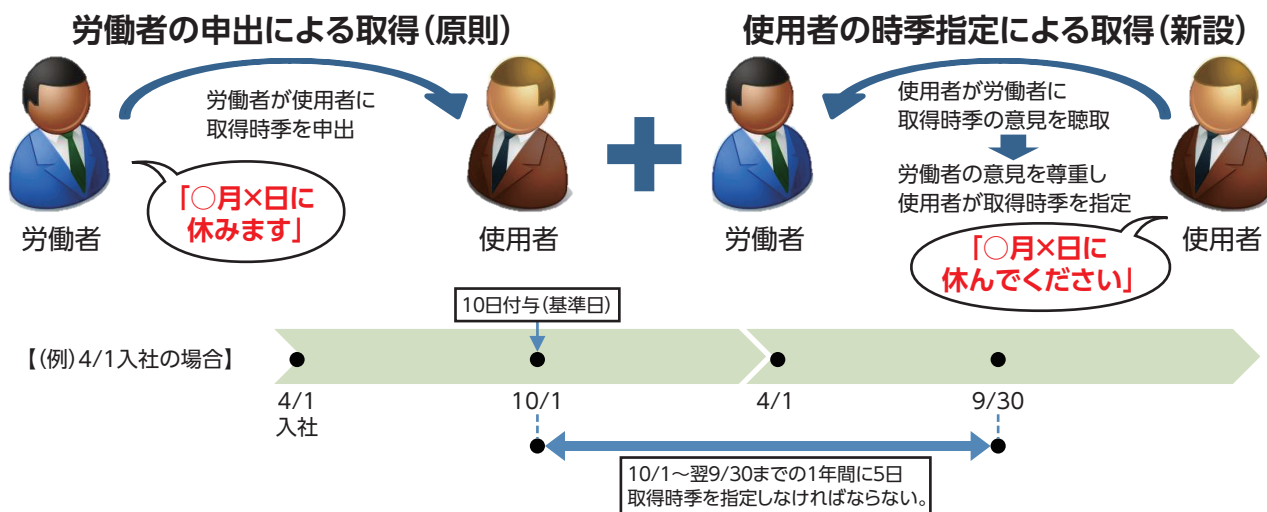 労働者の申出による取得(原則)
労働者が使用者に
取得時季を申出
「○月×日に
休みます」
労働者
使用者
使用者の時季指定による取得(新設)
使用者が労働者に
取得時季の意見を聴取
労働者の意見を尊重し
使用者が取得時季を指定
「○月×日に
休んでください」
労働者
使用者
10日付与(基準日)
【(例)4/1入社の場合】
4/1
入社
10/1
4/1
9/30
10/1~翌9/30までの1年間に5日
取得時季を指定しなければならない。